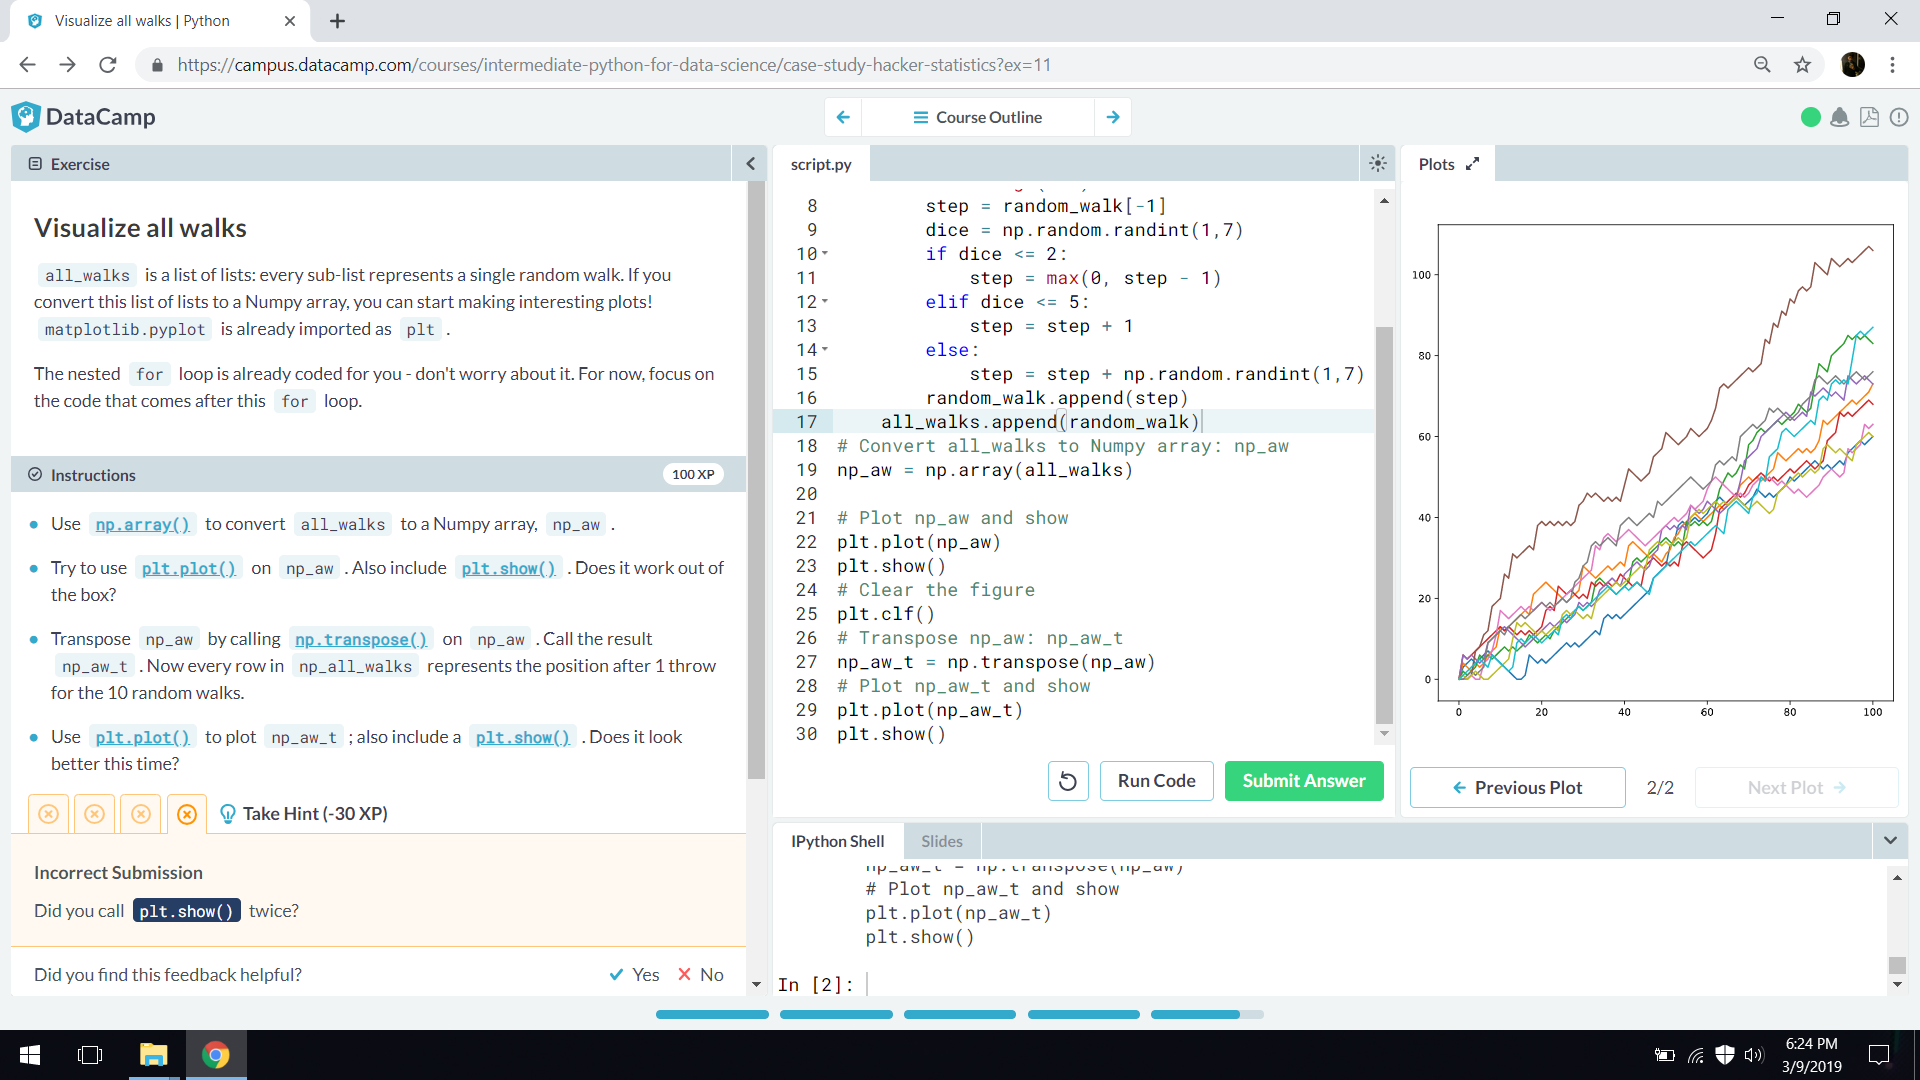 Visualize all walks | Python
https://campus.datacamp.com/courses/intermediate-python-for-data-science/case-study-hacker-statistics?ex=11
DataCamp
Course Outline
Exercise
Visualize all walks
all_walks is a list of lists: every sub-list represents a single random walk. If you
convert this list of lists to a Numpy array, you can start making interesting plots!
matplotlib.pyplot is already imported as plt .
The nested for loop is already coded for you - don't worry about it. For now, focus on
the code that comes after this for loop.
Instructions
100 XP
Use np.array() to convert all_walks to a Numpy array, np_aw .
Try to use plt.plot() on np_aw . Also include plt.show() . Does it work out of
the box?
Transpose np_aw by calling np.transpose() on np_aw . Call the result
np_aw_t . Now every row in np_all_walks represents the position after 1 throw
for the 10 random walks.
Use plt.plot() to plot np_aw_t ; also include a plt.show() . Does it look
better this time?
Take Hint (-30 XP)
Incorrect Submission
Did you call plt.show() twice?
Did you find this feedback helpful?
Yes
No
script.py
8 step = random_walk[-1]
9 dice = np.random.randint(1,7)
10 if dice <= 2:
11 step = max(0, step - 1)
12 elif dice <= 5:
13 step = step + 1
14 else:
15 step = step + np.random.randint(1,7)
16 random_walk.append(step)
17 all_walks.append(random_walk)
18 # Convert all_walks to Numpy array: np_aw
19 np_aw = np.array(all_walks)
20
21 # Plot np_aw and show
22 plt.plot(np_aw)
23 plt.show()
24 # Clear the figure
25 plt.clf()
26 # Transpose np_aw: np_aw_t
27 np_aw_t = np.transpose(np_aw)
28 # Plot np_aw_t and show
29 plt.plot(np_aw_t)
30 plt.show()
Run Code
Submit Answer
Plots
100
80
60
40
20
0
0 20 40 60 80 100
Previous Plot
2/2
Next Plot
IPython Shell
Slides
np_aw_t = np.transpose(np_aw)
# Plot np_aw_t and show
plt.plot(np_aw_t)
plt.show()
In [2]:
6:24 PM
3/9/2019